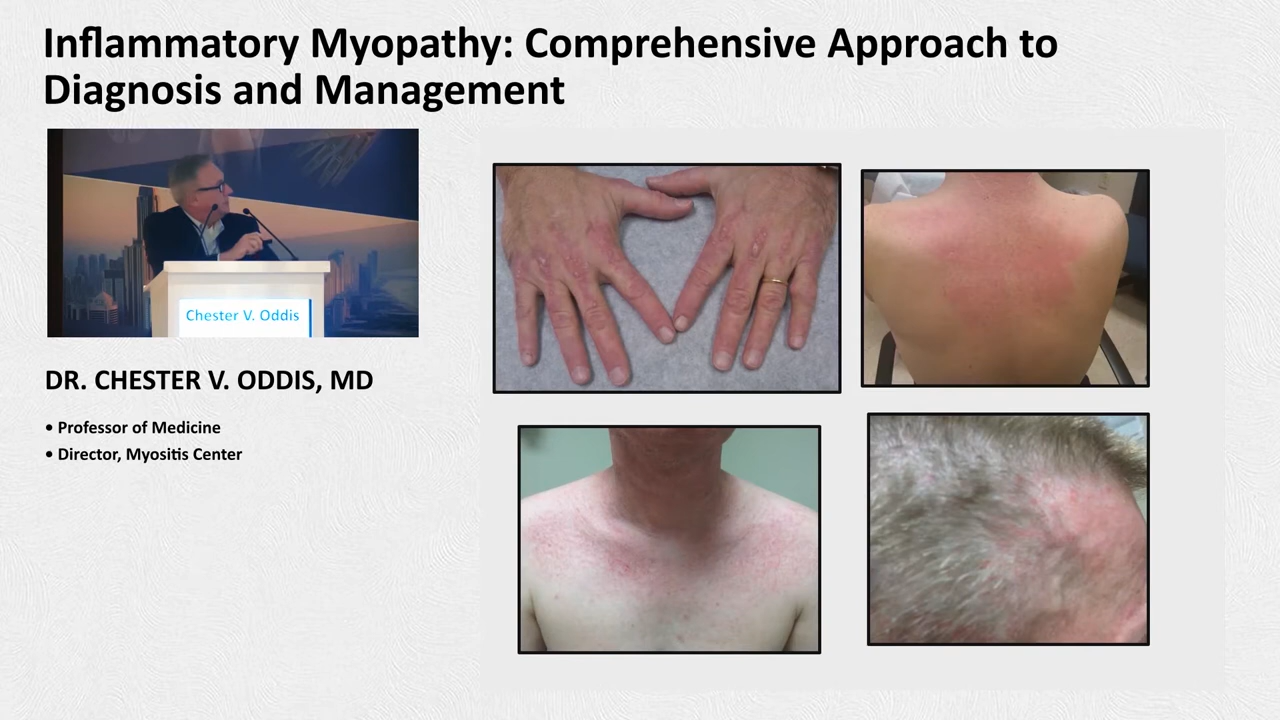 Inflammatory Myopathy: Comprehensive Approach to
Diagnosis and Management
Chester V. Oddis
DR. CHESTER V. ODDIS, MD
• Professor of Medicine
• Director, Myositis Center